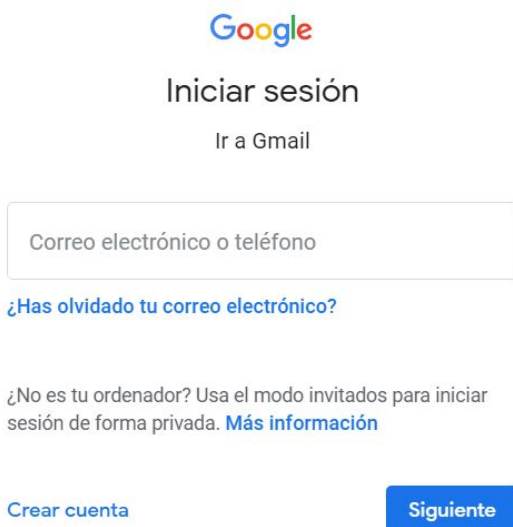 Google
Iniciar sesión
Ir a Gmail
Correo electrónico o teléfono
¿Has olvidado tu correo electrónico?
¿No es tu ordenador? Usa el modo invitados para iniciar
sesión de forma privada. Más información
Crear cuenta
Siguiente